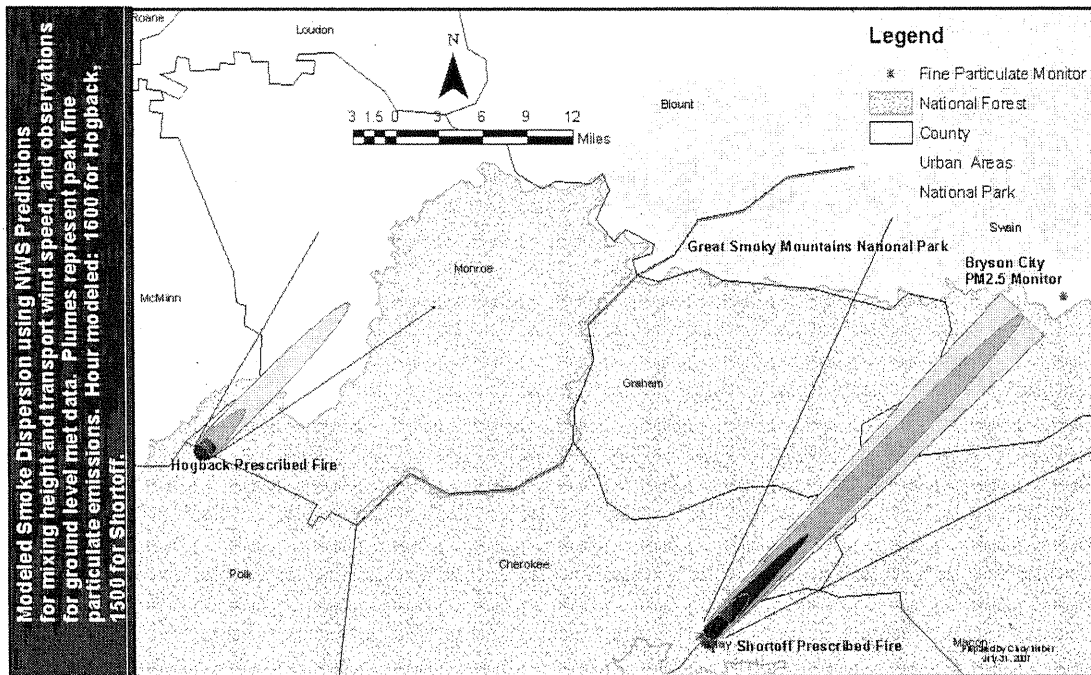 Modeled Smoke Dispersion using NWS Predictions
for mixing height and transport wind speed, and observations
for ground level met data. Plumes represent peak fine
particulate emissions. Hour modeled: 1600 for Hogback,
1500 for Shortoff.
Roane
Loudon
N
Blount
3 1.5 0 3 6 9 12
Miles
Legend
Fine Particulate Monitor
National Forest
County
Urban Areas
National Park
Swain
Great Smoky Mountains National Park
Bryson City
PM2.5 Monitor
Monroe
McMinn
Graham
Hogback Prescribed Fire
Polk
Cherokee
Shortoff Prescribed Fire
Macon
Prepared by
2007